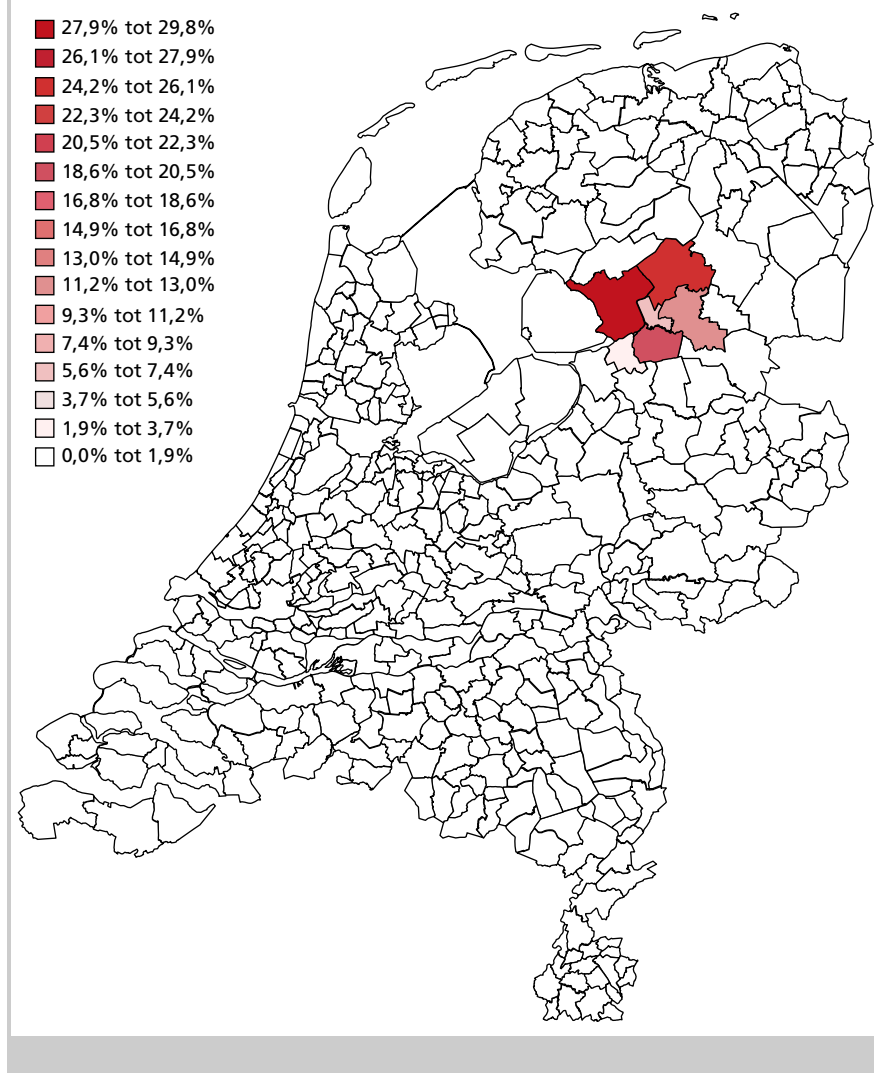 27,9% tot 29,8%
26,1% tot 27,9%
24,2% tot 26,1%
22,3% tot 24,2%
20,5% tot 22,3%
18,6% tot 20,5%
16,8% tot 18,6%
14,9% tot 16,8%
13,0% tot 14,9%
11,2% tot 13,0%
9,3% tot 11,2%
7,4% tot 9,3%
5,6% tot 7,4%
3,7% tot 5,6%
1,9% tot 3,7%
0,0% tot 1,9%